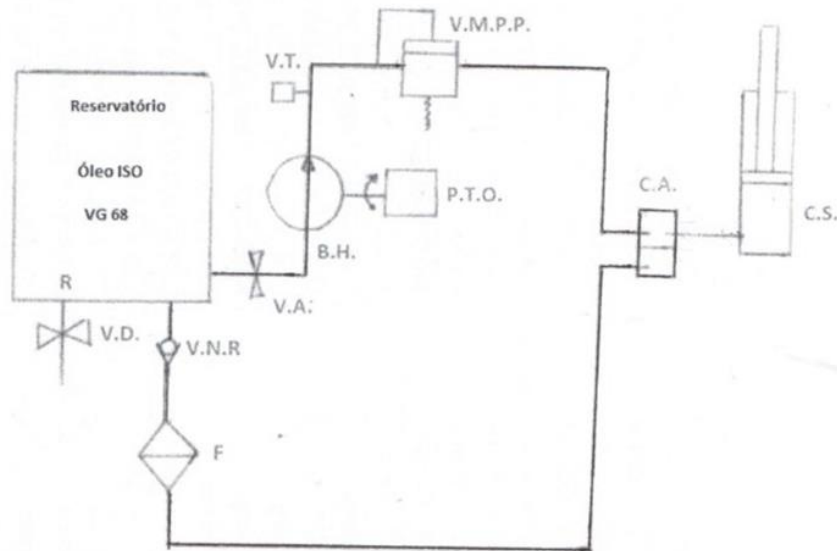 V.M.P.P.
V.T.
Reservatório
Óleo ISO
VG 68
P.T.O.
C.A.
C.S.
B.H.
R
V.A:
V.D.
V.N.R
F